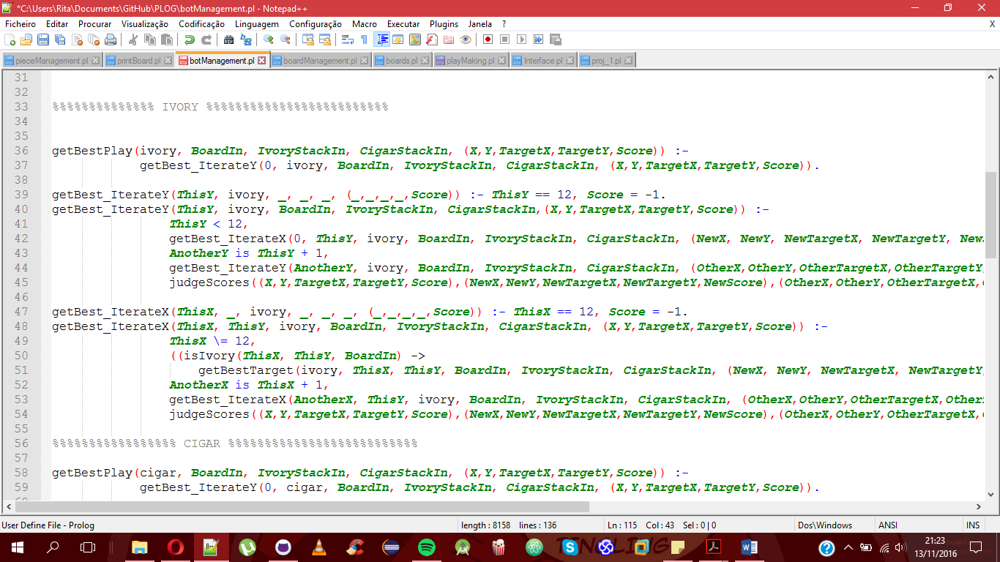 *C:\Users\Rita\Documents\GitHub\PLOG\botManagement.pl - Notepad++
Ficheiro Editar Procurar Visualização Codificação Linguagem Configuração Macro Executar Plugins Janela ? X
pieceManagement.pl printBoard.pl botManagement.pl boardManagement.pl boards.pl playMaking.pl Interface.pl proj_1.pl
31
32
33 %%%%%%%%%%%%%% IVORY %%%%%%%%%%%%%%%%%%%%%%%%%
34
35
36 getBestPlay(ivory, BoardIn, IvoryStackIn, CigarStackIn, (X,Y,TargetX,TargetY,Score)) :-
37 getBest_IterateY(0, ivory, BoardIn, IvoryStackIn, CigarStackIn, (X,Y,TargetX,TargetY,Score)).
38
39 getBest_IterateY(ThisY, ivory, _, _, _, (_,_,_,_,Score)) :- ThisY == 12, Score = -1.
40 getBest_IterateY(ThisY, ivory, BoardIn, IvoryStackIn, CigarStackIn,(X,Y,TargetX,TargetY,Score)) :-
41 ThisY < 12,
42 getBest_IterateX(0, ThisY, ivory, BoardIn, IvoryStackIn, CigarStackIn, (NewX, NewY, NewTargetX, NewTargetY, New
43 AnotherY is ThisY + 1,
44 getBest_IterateY(AnotherY, ivory, BoardIn, IvoryStackIn, CigarStackIn, (OtherX,OtherY,OtherTargetX,OtherTargetY
45 judgeScores((X,Y,TargetX,TargetY,Score),(NewX,NewY,NewTargetX,NewTargetY,NewScore),(OtherX,OtherY,OtherTargetX,
46
47 getBest_IterateX(ThisX, _, ivory, _, _, _, (_,_,_,_,Score)) :- ThisX == 12, Score = -1.
48 getBest_IterateX(ThisX, ThisY, ivory, BoardIn, IvoryStackIn, CigarStackIn, (X,Y,TargetX,TargetY,Score)) :-
49 ThisX \= 12,
50 ((isIvory(ThisX, ThisY, BoardIn) ->
51 getBestTarget(ivory, ThisX, ThisY, BoardIn, IvoryStackIn, CigarStackIn, (NewX, NewY, NewTargetX, NewTargetY
52 AnotherX is ThisX + 1,
53 getBest_IterateX(AnotherX, ThisY, ivory, BoardIn, IvoryStackIn, CigarStackIn, (OtherX,OtherY,OtherTargetX,Other
54 judgeScores((X,Y,TargetX,TargetY,Score),(NewX,NewY,NewTargetX,NewTargetY,NewScore),(OtherX,OtherY,OtherTargetX,
55
56 %%%%%%%%%%%%%%%%% CIGAR %%%%%%%%%%%%%%%%%%%%%%%%%%
57
58 getBestPlay(cigar, BoardIn, IvoryStackIn, CigarStackIn, (X,Y,TargetX,TargetY,Score)) :-
59 getBest_IterateY(0, cigar, BoardIn, IvoryStackIn, CigarStackIn, (X,Y,TargetX,TargetY,Score)).
User Define File - Prolog length : 8158 lines : 136 Ln : 115 Col : 43 Sel : 0 | 0 Dos\Windows ANSI INS
21:23
13/11/2016